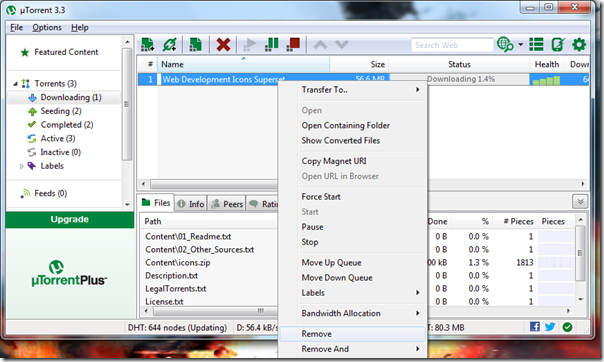 µTorrent 3.3
File Options Help
Featured Content
Search Web
Torrents (3)
Downloading (1)
Seeding (2)
Completed (2)
Active (3)
Inactive (0)
Labels
Feeds (0)
Upgrade
µTorrentPlus
# Name Size Status Health Down
1 Web Development Icons Superset 56.6 MB Downloading 1.4%
Transfer To..
Open
Open Containing Folder
Show Converted Files
Copy Magnet URI
Open URL in Browser
Force Start
Start
Pause
Stop
Move Up Queue
Move Down Queue
Labels
Bandwidth Allocation
Remove
Remove And
Files Info Peers Ratin
Path Done % # Pieces Pieces
Content\01_Readme.txt 0 B 0.0 % 1
Content\02_Other_Sources.txt 0 B 0.0 % 1
Content\icons.zip 00 kB 1.3 % 1813
Description.txt 0 B 0.0 % 1
LegalTorrents.txt 0 B 0.0 % 1
License.txt 0 B 0.0 % 1
DHT: 644 nodes (Updating) D: 56.4 kB/s T: 80.3 MB